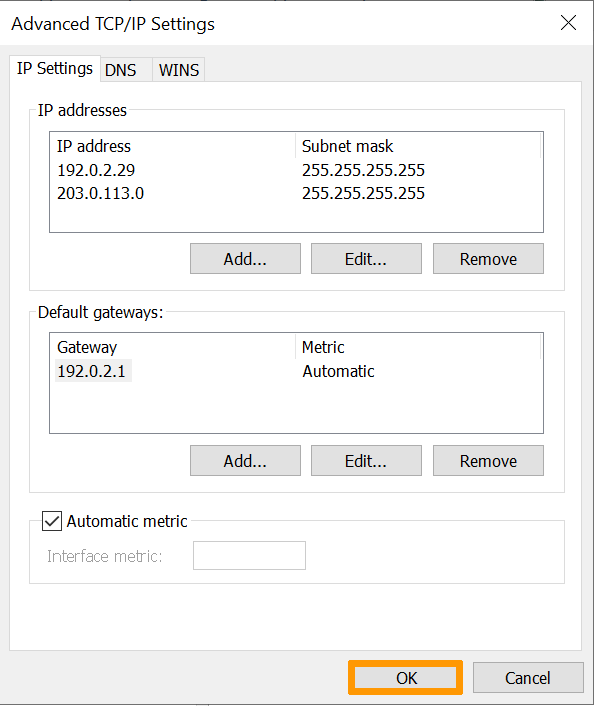 Advanced TCP/IP Settings
IP Settings DNS WINS
IP addresses
IP address Subnet mask
192.0.2.29 255.255.255.255
203.0.113.0 255.255.255.255
Add... Edit... Remove
Default gateways:
Gateway Metric
192.0.2.1 Automatic
Add... Edit... Remove
Automatic metric
Interface metric:
OK Cancel